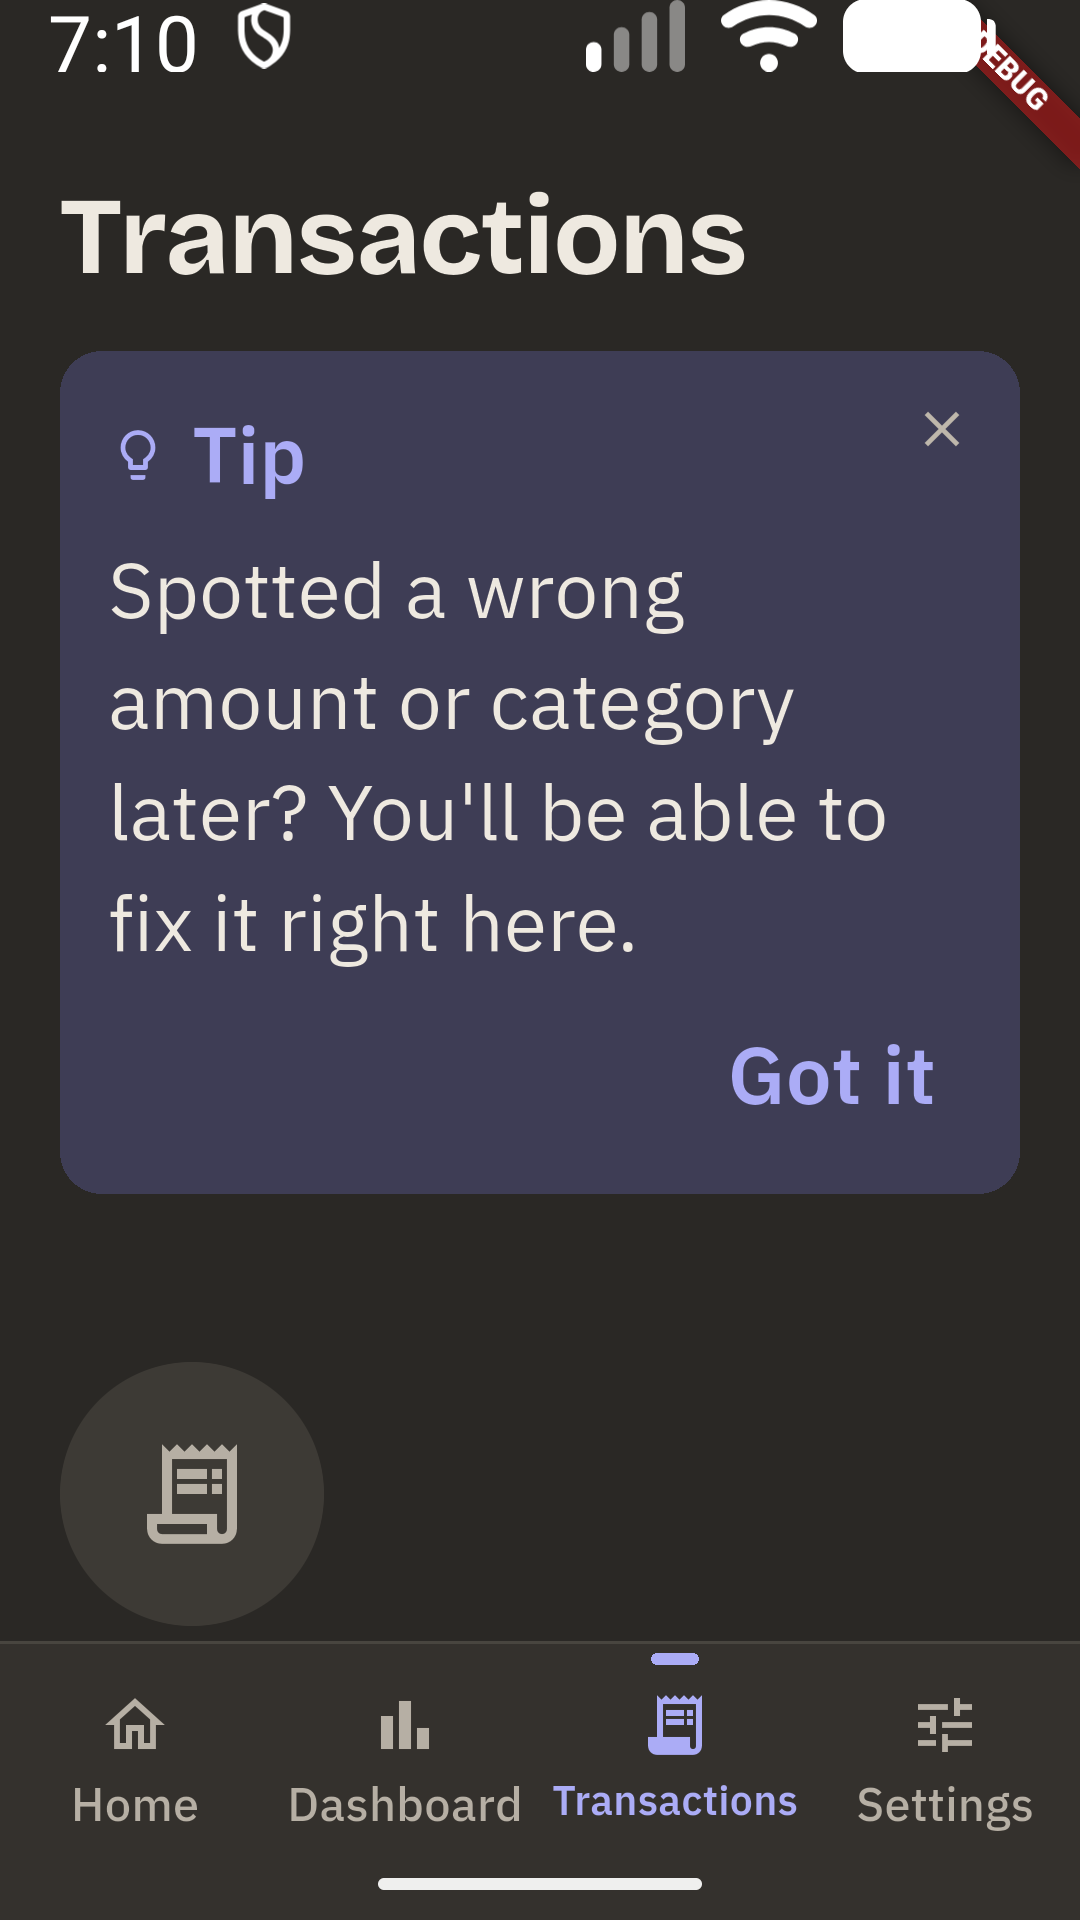 7:10
DEBUG
Transactions
Tip
Spotted a wrong
amount or category
later? You'll be able to
fix it right here.
Got it
Home
Dashboard
Transactions
Settings